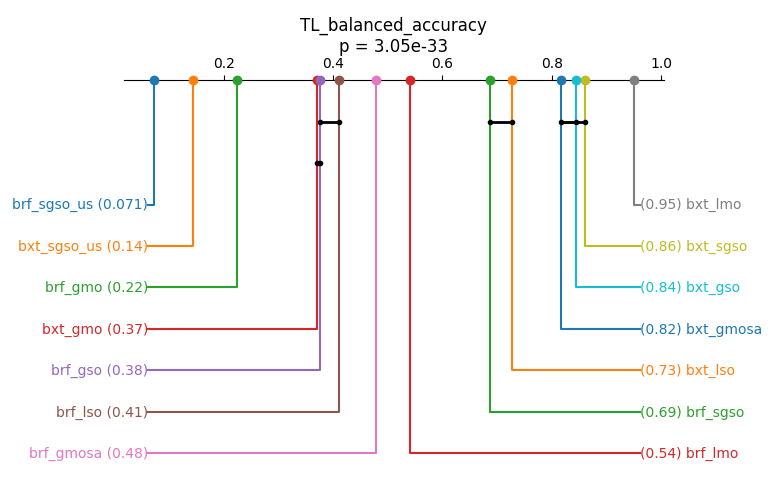 TL_balanced_accuracy
p = 3.05e-33
0.2 0.4 0.6 0.8 1.0
brf_sgso_us (0.071) (0.95) bxt_lmo
bxt_sgso_us (0.14) (0.86) bxt_sgso
brf_gmo (0.22) (0.84) bxt_gso
bxt_gmo (0.37) (0.82) bxt_gmosa
brf_gso (0.38) (0.73) bxt_lso
brf_lso (0.41) (0.69) brf_sgso
brf_gmosa (0.48) (0.54) brf_lmo